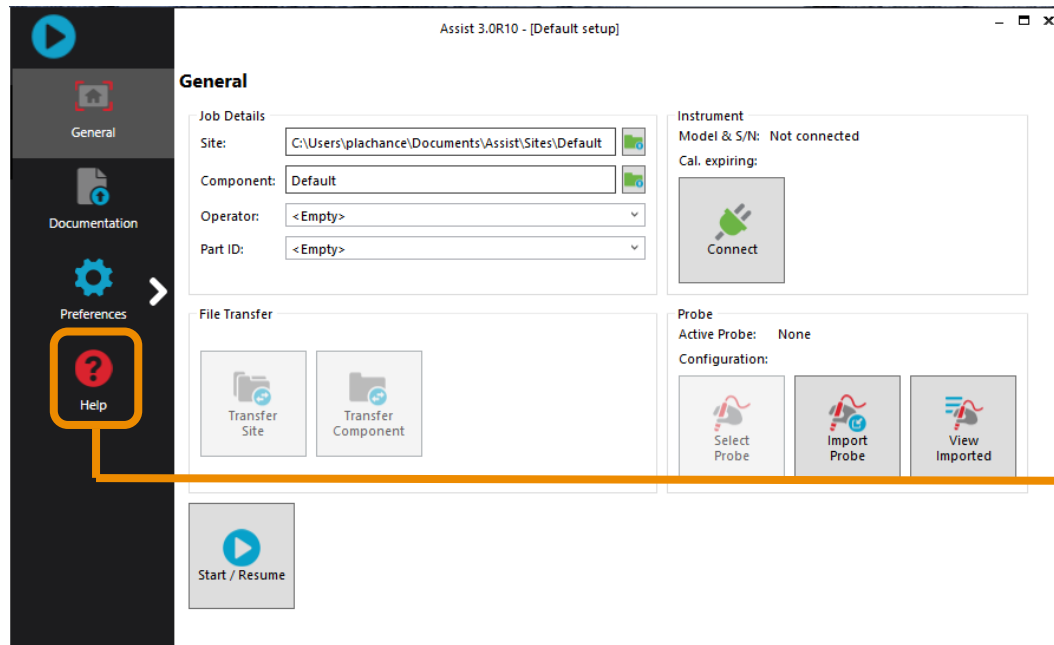 Assist 3.0R10 - [Default setup]
General
Documentation
Preferences
?
Help
General
Job Details
Site: C:\Users\plachance\Documents\Assist\Sites\Default
Component: Default
Operator: <Empty>
Part ID: <Empty>
Instrument
Model & S/N: Not connected
Cal. expiring:
Connect
File Transfer
Transfer
Site
Transfer
Component
Probe
Active Probe: None
Configuration:
Select
Probe
Import
Probe
View
Imported
Start / Resume